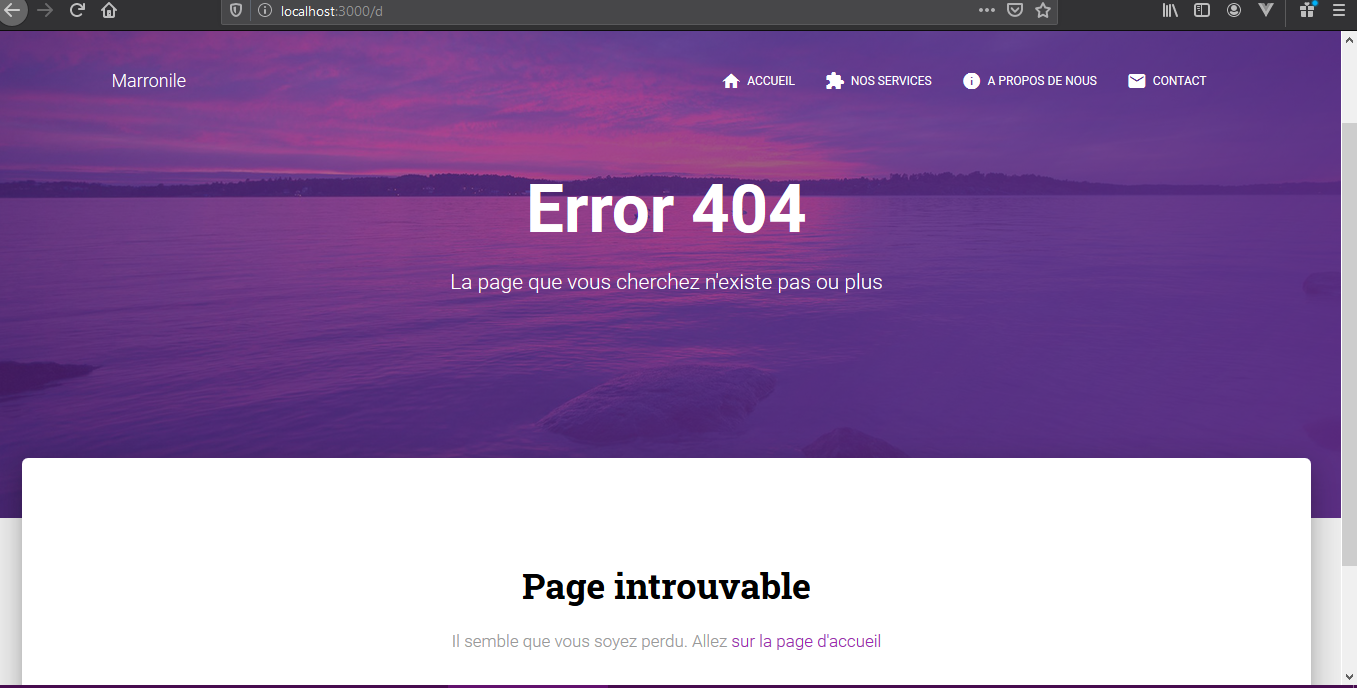 localhost:3000/d
Marronile
ACCUEIL
NOS SERVICES
A PROPOS DE NOUS
CONTACT
Error 404
La page que vous cherchez n'existe pas ou plus
Page introuvable
Il semble que vous soyez perdu. Allez sur la page d'accueil